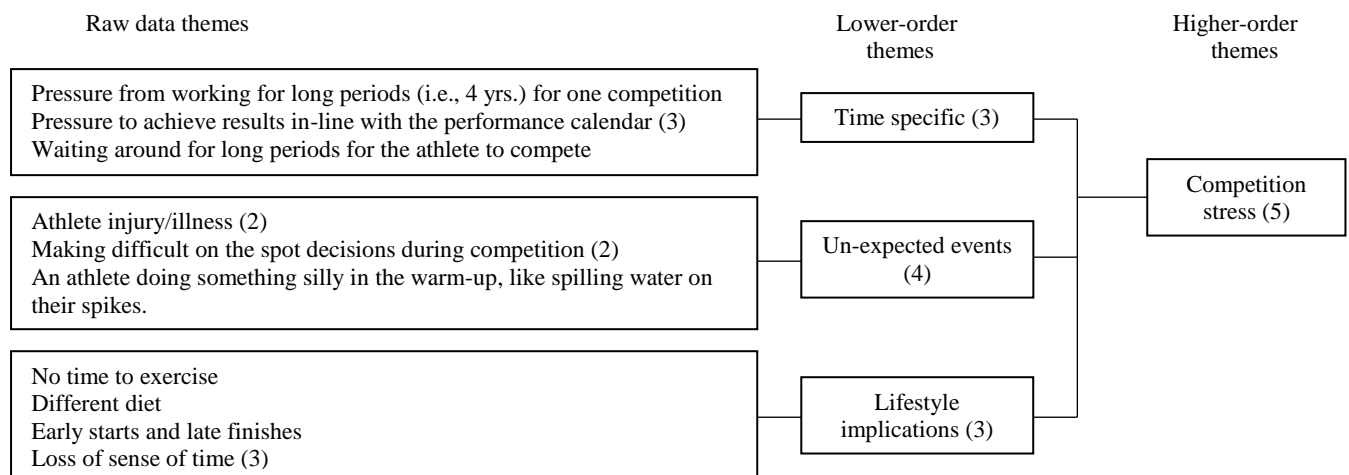 Raw data themes
Lower-order
themes
Higher-order
themes
Pressure from working for long periods (i.e., 4 yrs.) for one competition
Pressure to achieve results in-line with the performance calendar (3)
Waiting around for long periods for the athlete to compete
Time specific (3)
Competition
stress (5)
Athlete injury/illness (2)
Making difficult on the spot decisions during competition (2)
An athlete doing something silly in the warm-up, like spilling water on
their spikes.
Un-expected events
(4)
No time to exercise
Different diet
Early starts and late finishes
Loss of sense of time (3)
Lifestyle
implications (3)